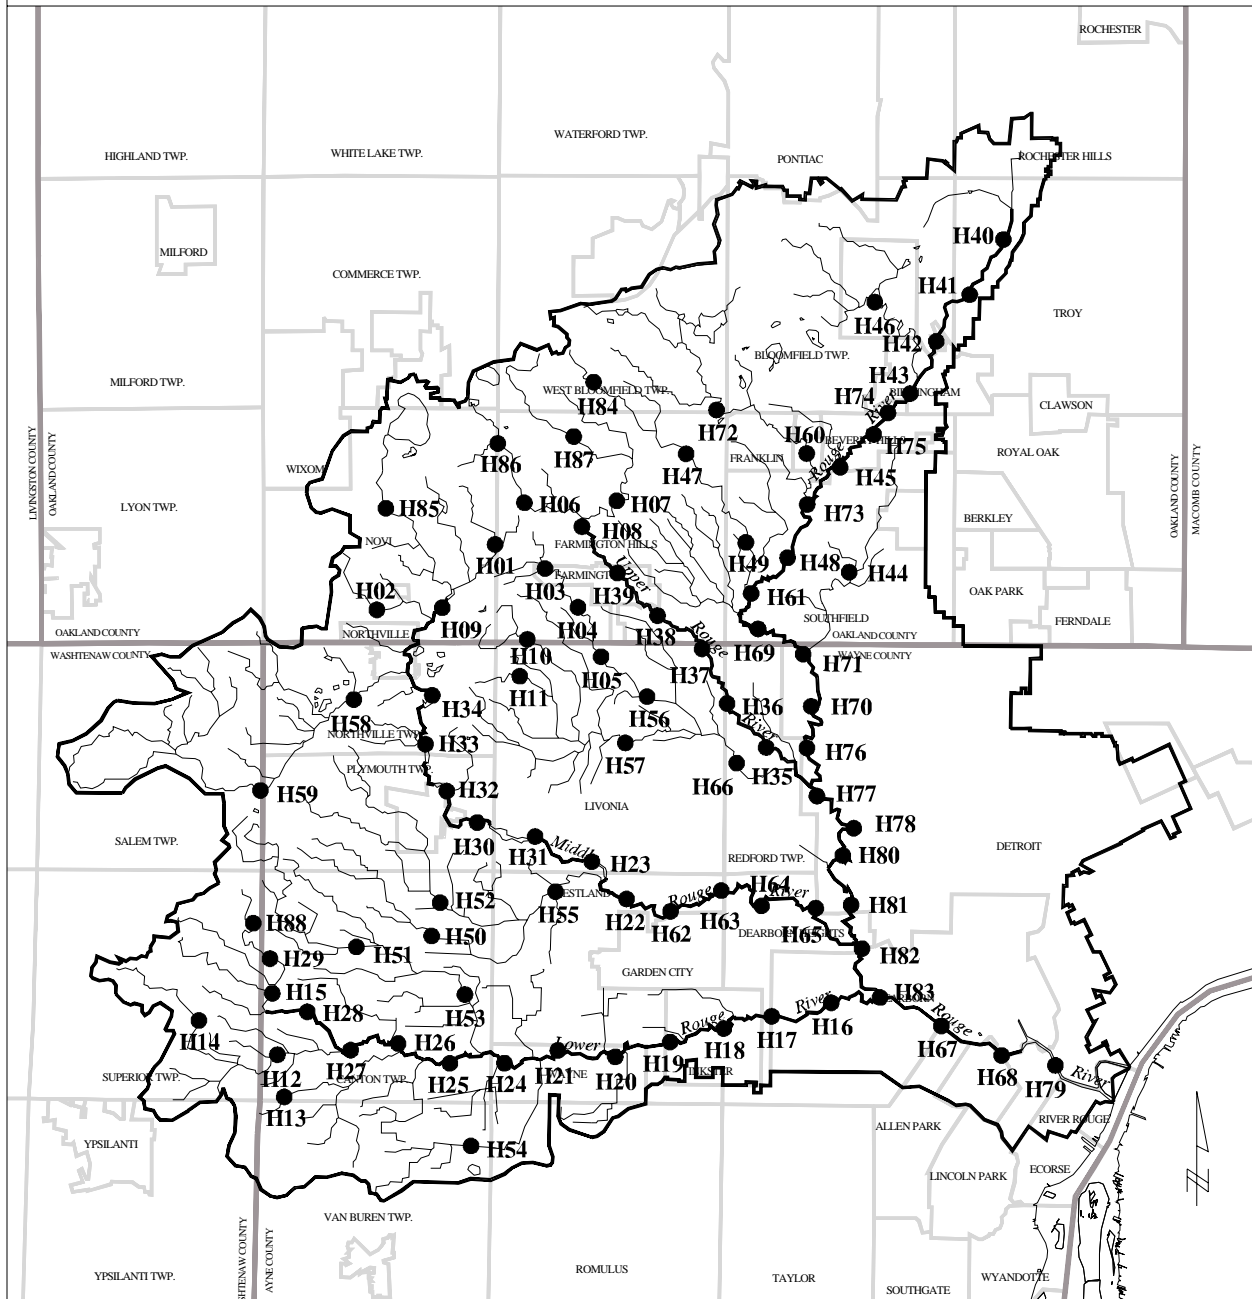 ROCHESTER
WATERFORD TWP.
WHITE LAKE TWP.
HIGHLAND TWP.
PONTIAC
ROCHESTER HILLS
H40
MILFORD
COMMERCE TWP.
H41
TROY
H46
H42
BLOOMFIELD TWP.
MILFORD TWP.
H43
WEST BLOOMFIELD TWP.
BIRMINGHAM
H84
H74
River
CLAWSON
H72
H60
BEVERLY HILLS
H75
ROYAL OAK
H86
H87
H47
FRANKLIN
Rouge
H45
WIXOM
LIVINGSTON COUNTY
OAKLAND COUNTY
OAKLAND COUNTY
MACOMB COUNTY
LYON TWP.
H85
H06
H07
H73
BERKLEY
H08
NOVI
H01
FARMINGTON HILLS
H49
H48
H44
FARMINGTON
Upper
H03
H39
OAK PARK
H02
H09
H04
H61
SOUTHFIELD
FERNDALE
OAKLAND COUNTY
NORTHVILLE
H38
Rouge
OAKLAND COUNTY
WASHTENAW COUNTY
H10
H69
WAYNE COUNTY
H37
H71
H05
H11
H58
H34
H56
H36
H70
River
NORTHVILLE TWP.
H33
H57
H76
PLYMOUTH TWP.
H35
H66
H59
H32
H77
LIVONIA
H78
SALEM TWP.
H30
H31
Middle
H23
REDFORD TWP.
H80
DETROIT
H64
H52
H55
WESTLAND
Rouge
River
H22
H62
H63
H81
H88
H50
DEARBORN HEIGHTS
H65
H51
H29
H82
GARDEN CITY
H15
H83
DEARBORN
H28
H53
River
H16
Rouge
H14
H26
Lower
Rouge
H17
H67
H18
H12
H27
H19
H68
H25
H24
H21
H20
H79
River
SUPERIOR TWP.
CANTON TWP.
WAYNE
INKSTER
H13
RIVER ROUGE
ALLEN PARK
YPSILANTI
H54
ECORSE
LINCOLN PARK
VAN BUREN TWP.
YPSILANTI TWP.
ROMULUS
TAYLOR
WYANDOTTE
SOUTHGATE
SHTENAW COUNTY
AYNE COUNTY